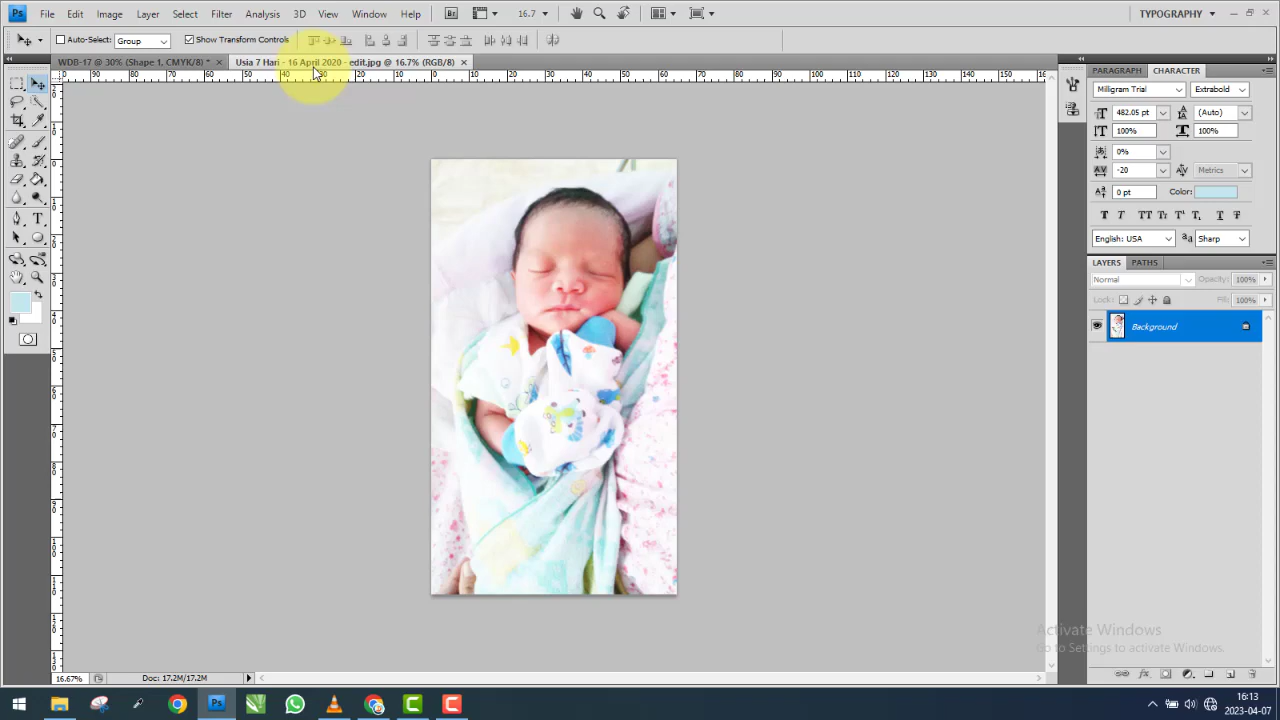 Ps File Edit Image Layer Select Filter Analysis 3D View Window Help Br 16.7 TYPOGRAPHY
Auto-Select: Group Show Transform Controls
WDB-17 @ 30% (Shape 1, CMYK/8) * × Usia 7 Hari - 16 April 2020 - edit.jpg @ 16.7% (RGB/8) ×
PARAGRAPH CHARACTER
Milligram Trial Extrabold
482.05 pt (Auto)
100% 100%
0%
-20 Metrics
0 pt Color:
English: USA Sharp
LAYERS PATHS
Normal Opacity: 100%
Lock: Fill: 100%
Background
Activate Windows
Go to Settings to activate Windows.
16.67% Doc: 17.2M/17.2M
16:13
2023-04-07